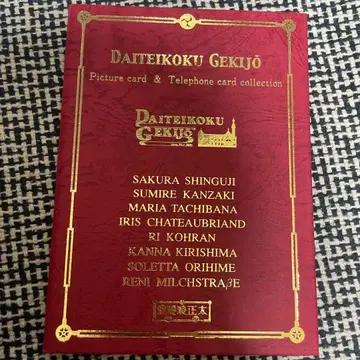 DAITEIKOKU GEKIJŌ
Picture card & Telephone card collection
DAITEIKOKU
GEKIJŌ
SAKURA SHINGUJI
SUMIRE KANZAKI
MARIA TACHIBANA
IRIS CHATEAUBRIAND
RI KOHRAN
KANNA KIRISHIMA
SOLETTA ORIHIME
RENI MILCHSTRAßE